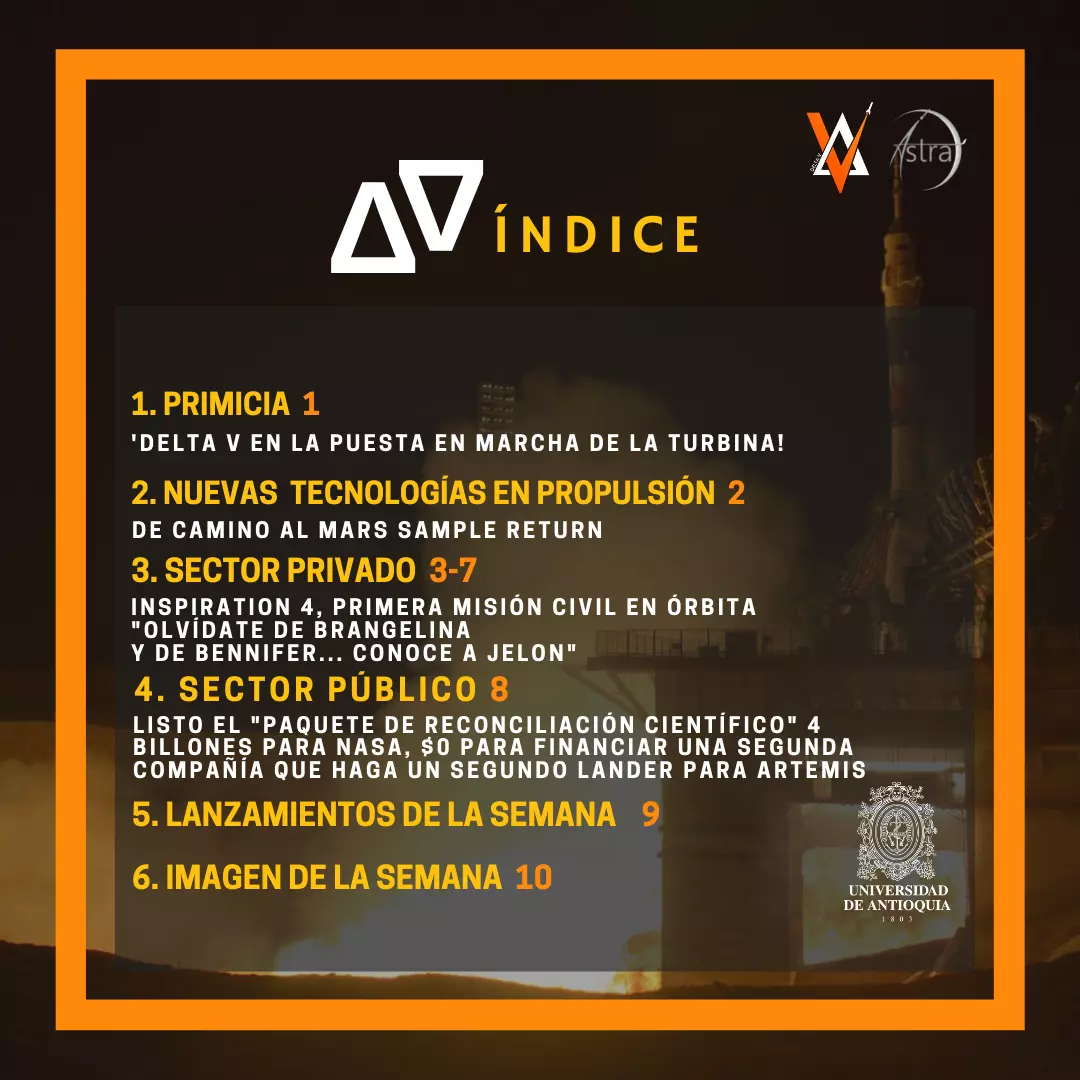 Astra
DELTA V
ÍNDICE
1. PRIMICIA 1
'DELTA V EN LA PUESTA EN MARCHA DE LA TURBINA!
2. NUEVAS TECNOLOGÍAS EN PROPULSIÓN 2
DE CAMINO AL MARS SAMPLE RETURN
3. SECTOR PRIVADO 3-7
INSPIRATION 4, PRIMERA MISIÓN CIVIL EN ÓRBITA
"OLVÍDATE DE BRANGELINA
Y DE BENNIFER... CONOCE A JELON"
4. SECTOR PÚBLICO 8
LISTO EL "PAQUETE DE RECONCILIACIÓN CIENTÍFICO" 4
BILLONES PARA NASA, $0 PARA FINANCIAR UNA SEGUNDA
COMPAÑÍA QUE HAGA UN SEGUNDO LANDER PARA ARTEMIS
5. LANZAMIENTOS DE LA SEMANA 9
6. IMAGEN DE LA SEMANA 10
UNIVERSIDAD
DE ANTIOQUIA
1803